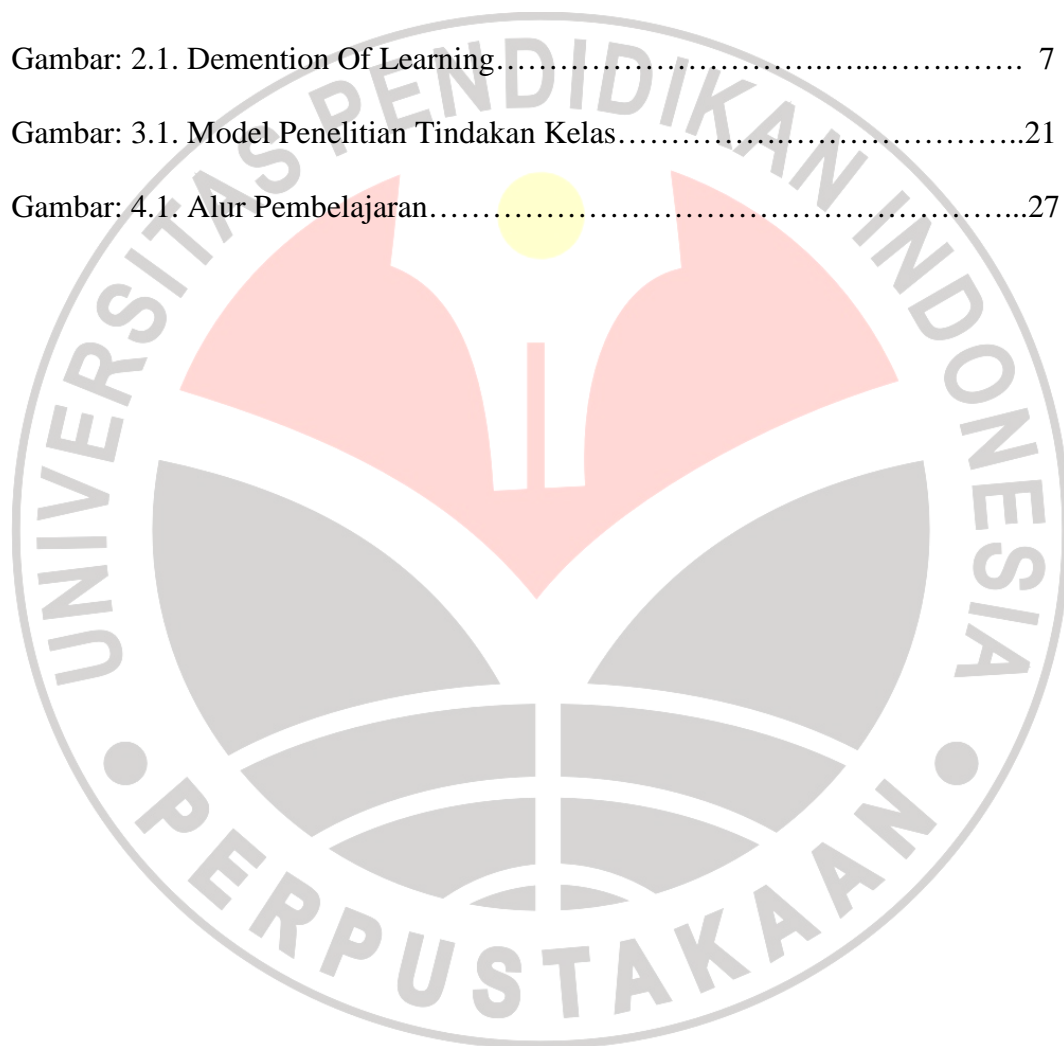 Gambar: 2.1. Demention Of Learning………………………….…...…….……. 7
Gambar: 3.1. Model Penelitian Tindakan Kelas……….….….…………………..21
Gambar: 4.1. Alur Pembelajaran………………………………………………...27
UNIVERSITAS PENDIDIKAN INDONESIA
PERPUSTAKAAN